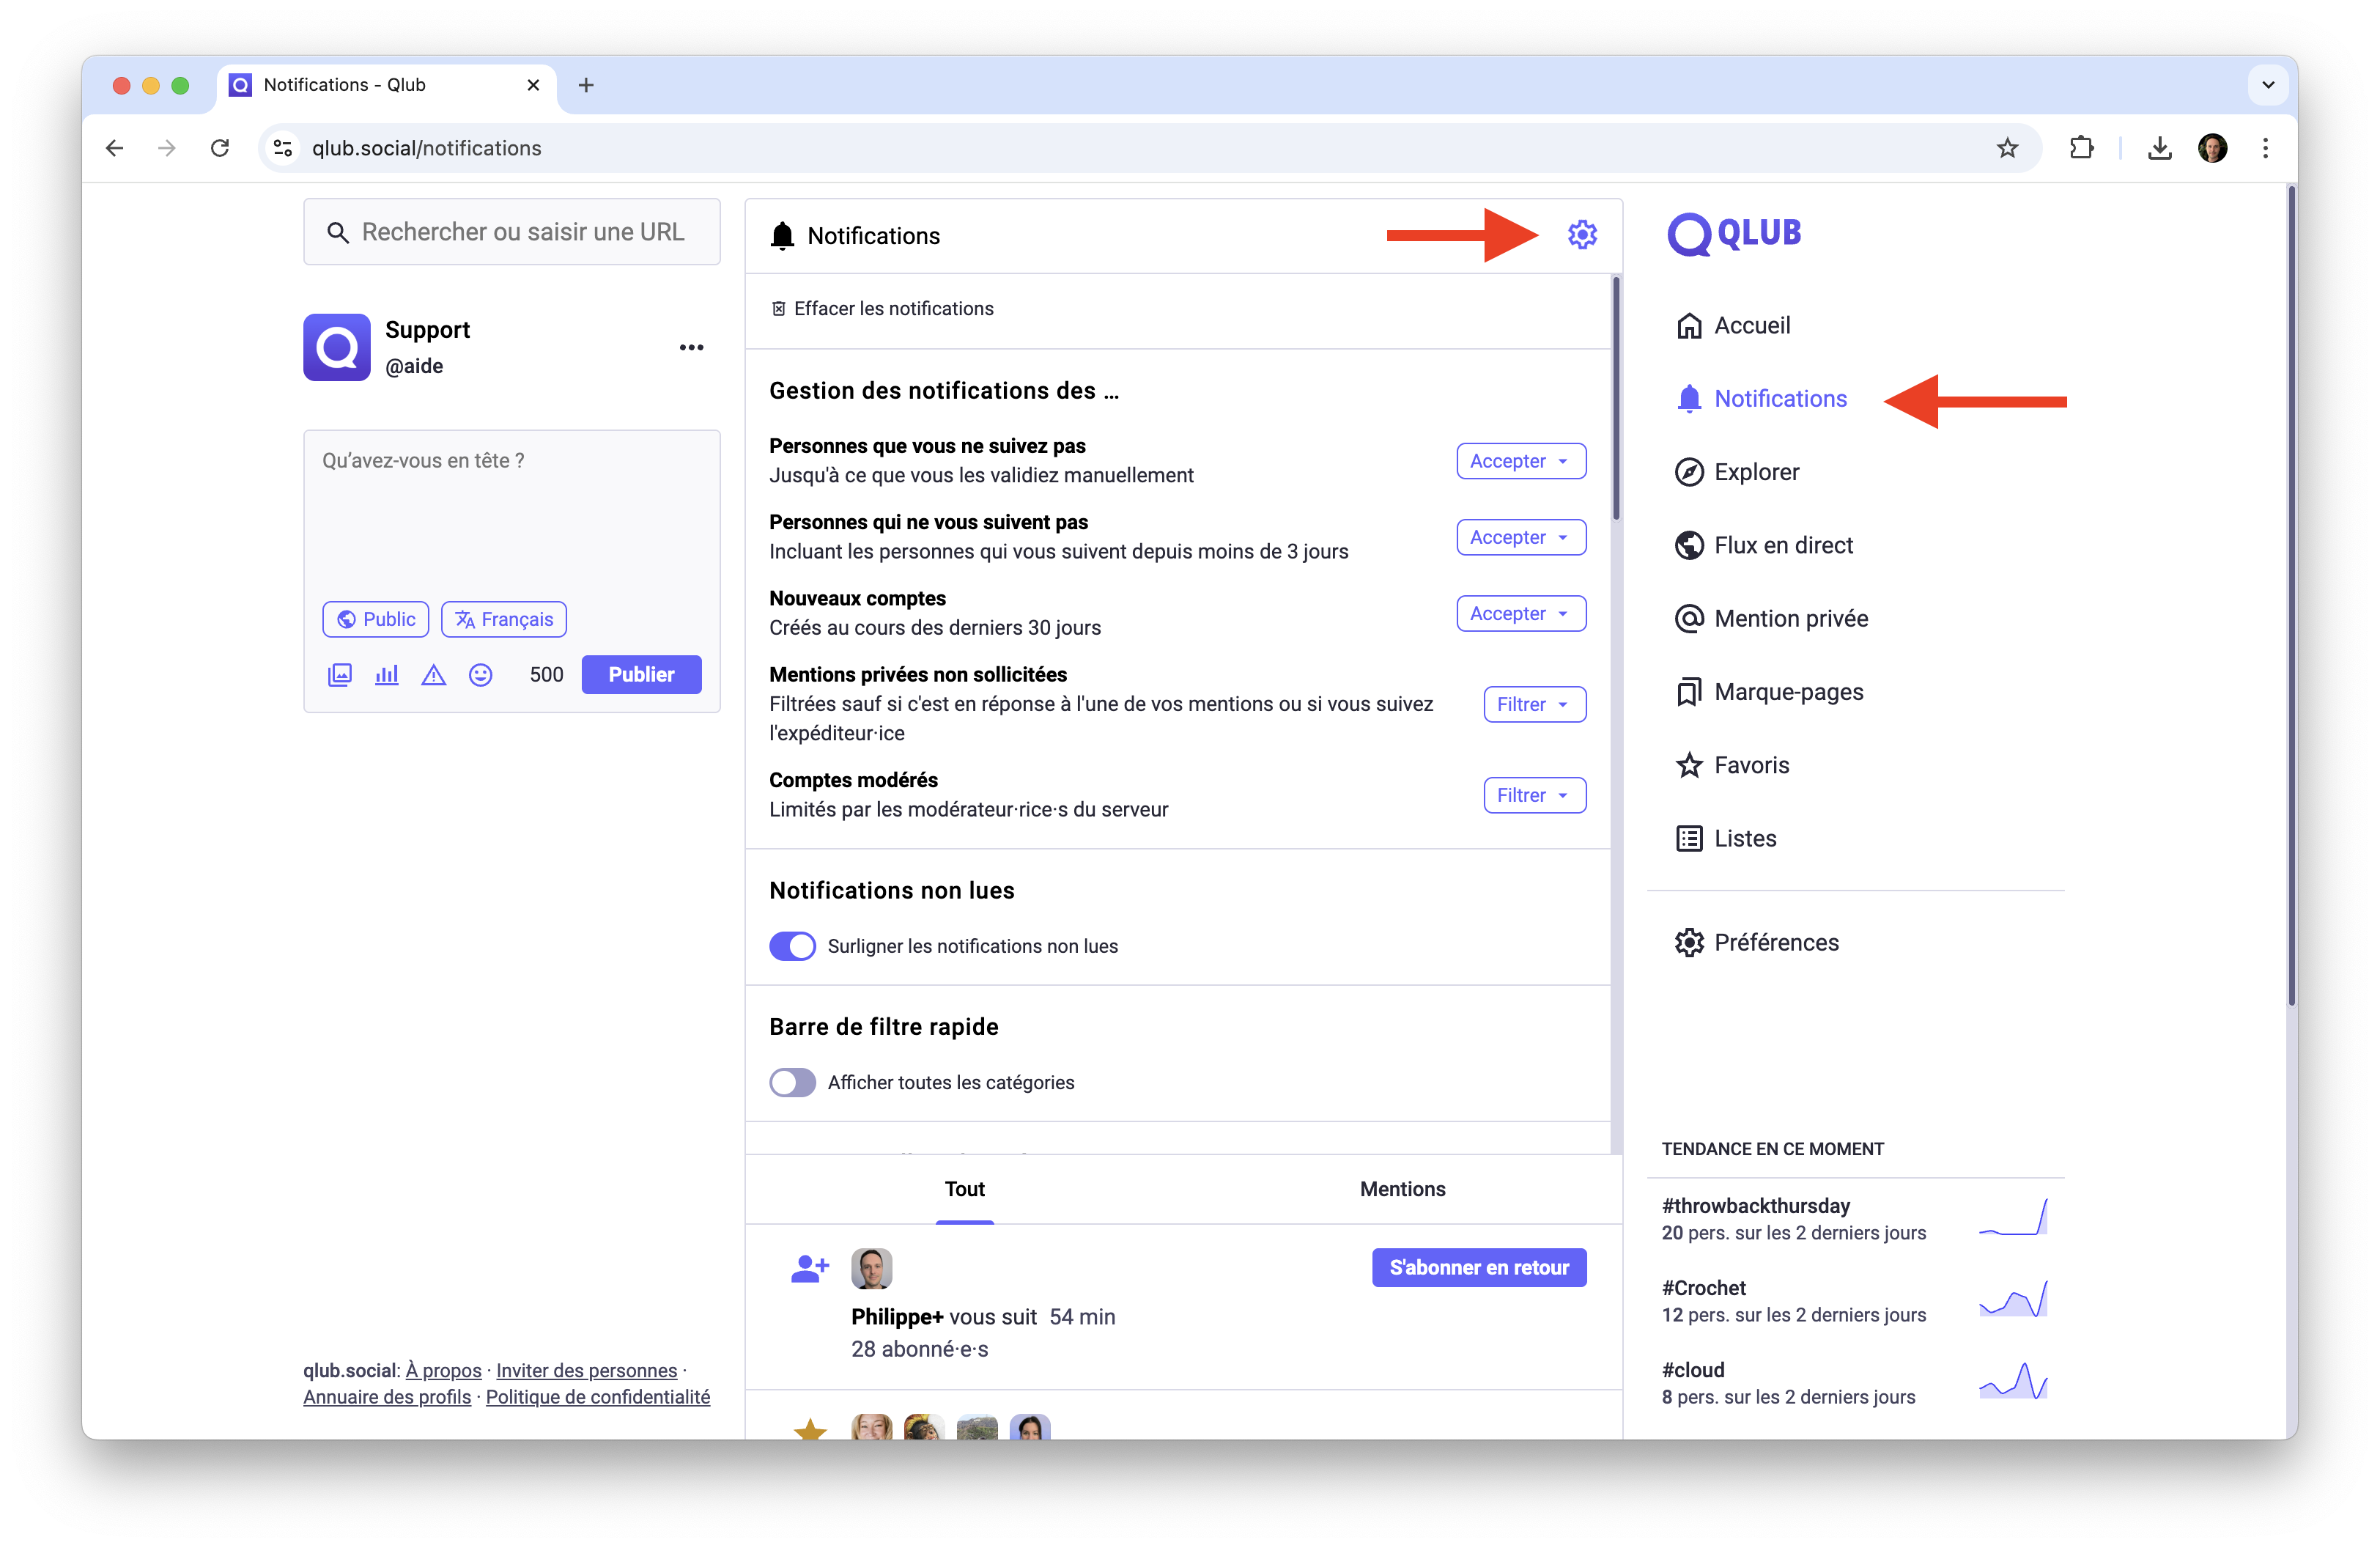 Notifications - Qlub
qlub.social/notifications
Rechercher ou saisir une URL
Support
@aide
Qu’avez-vous en tête ?
Public
Français
500
Publier
qlub.social: À propos · Inviter des personnes ·
Annuaire des profils · Politique de confidentialité
Notifications
Effacer les notifications
Gestion des notifications des …
Personnes que vous ne suivez pas
Jusqu'à ce que vous les validiez manuellement
Accepter
Personnes qui ne vous suivent pas
Incluant les personnes qui vous suivent depuis moins de 3 jours
Accepter
Nouveaux comptes
Créés au cours des derniers 30 jours
Accepter
Mentions privées non sollicitées
Filtrées sauf si c'est en réponse à l'une de vos mentions ou si vous suivez
l'expéditeur·ice
Filtrer
Comptes modérés
Limités par les modérateur·rice·s du serveur
Filtrer
Notifications non lues
Surligner les notifications non lues
Barre de filtre rapide
Afficher toutes les catégories
Tout
Mentions
S'abonner en retour
Philippe+ vous suit 54 min
28 abonné·e·s
QLUB
Accueil
Notifications
Explorer
Flux en direct
Mention privée
Marque-pages
Favoris
Listes
Préférences
TENDANCE EN CE MOMENT
#throwbackthursday
20 pers. sur les 2 derniers jours
#Crochet
12 pers. sur les 2 derniers jours
#cloud
8 pers. sur les 2 derniers jours